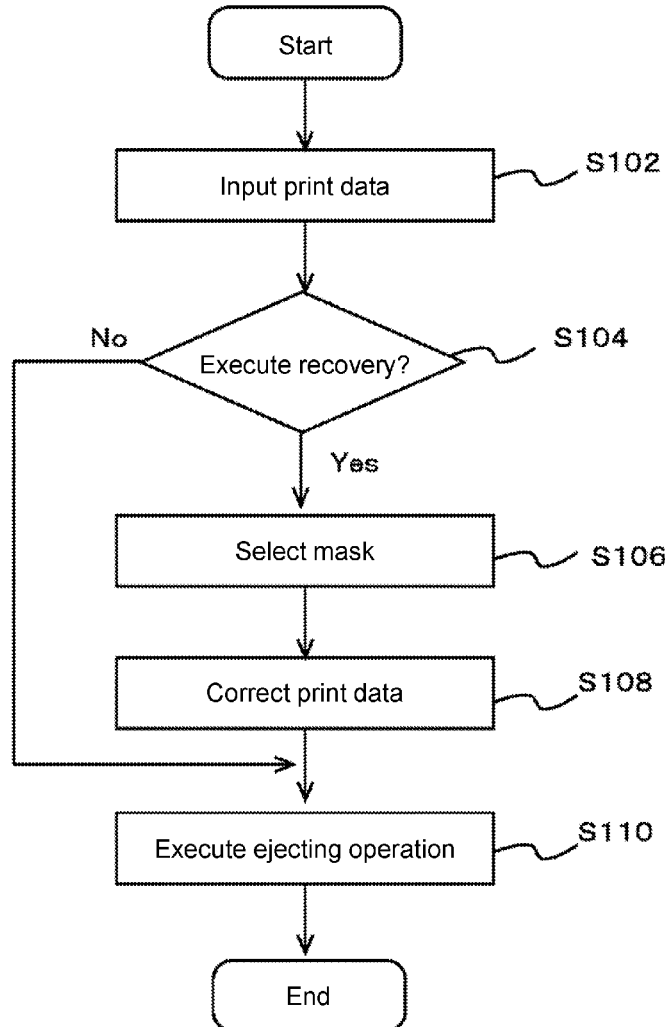 Start
Input print data
S102
No
Execute recovery?
S104
Yes
Select mask
S106
Correct print data
S108
Execute ejecting operation
S110
End